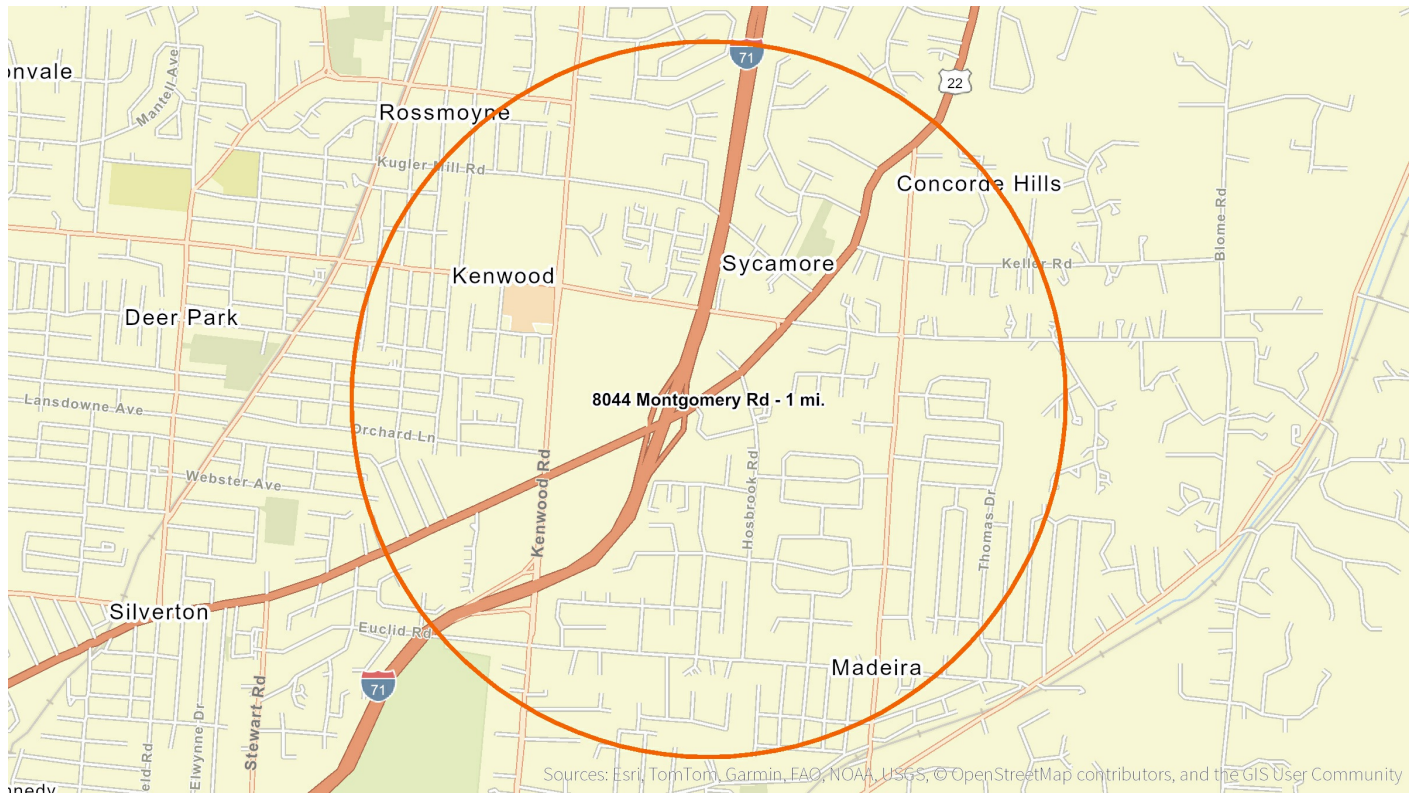 71
onvale
22
Mantell Ave
Rossmoyne
Kugler Mill Rd
Concorde Hills
Blome Rd
Sycamore
Keller Rd
Kenwood
Deer Park
8044 Montgomery Rd - 1 mi.
Lansdowne Ave
Orchard Ln
Webster Ave
Kenwood Rd
Hosbrook Rd
Thomas Dr
Silverton
Euclid Rd
Madeira
71
Stewart Rd
Elwynne Dr
eld Rd
Sources: Esri, TomTom, Garmin, FAO, NOAA, USGS, © OpenStreetMap contributors, and the GIS User Community
nnedy